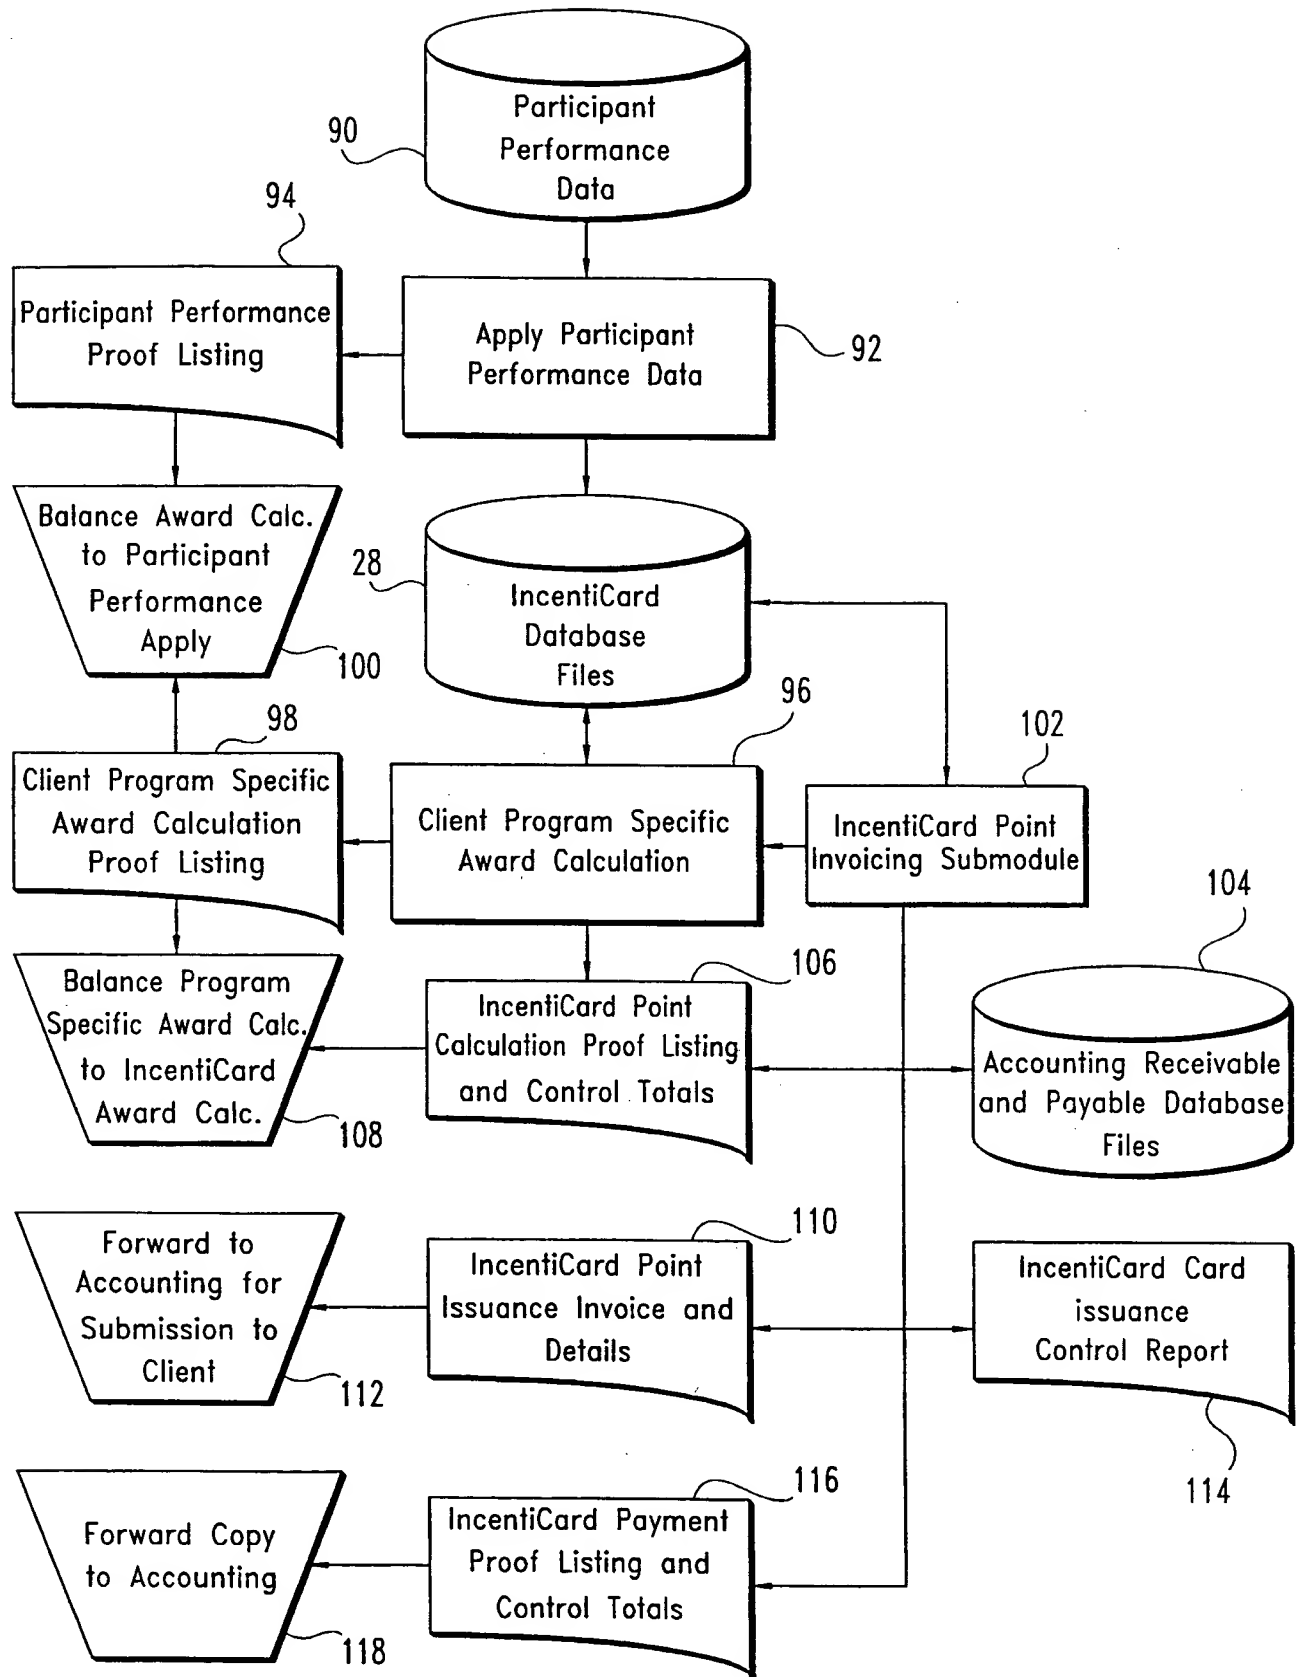 Participant
Performance
Data
90
94
Participant Performance
Proof Listing
Apply Participant
Performance Data
92
Balance Award Calc.
to Participant
Performance
Apply
100
28
IncentiCard
Database
Files
98
96
102
Client Program Specific
Award Calculation
Proof Listing
Client Program Specific
Award Calculation
IncentiCard Point
Invoicing Submodule
104
106
Balance Program
Specific Award Calc.
to IncentiCard
Award Calc.
108
IncentiCard Point
Calculation Proof Listing
and Control Totals
Accounting Receivable
and Payable Database
Files
110
Forward to
Accounting for
Submission to
Client
112
IncentiCard Point
Issuance Invoice and
Details
IncentiCard Card
issuance
Control Report
114
116
Forward Copy
to Accounting
118
IncentiCard Payment
Proof Listing and
Control Totals